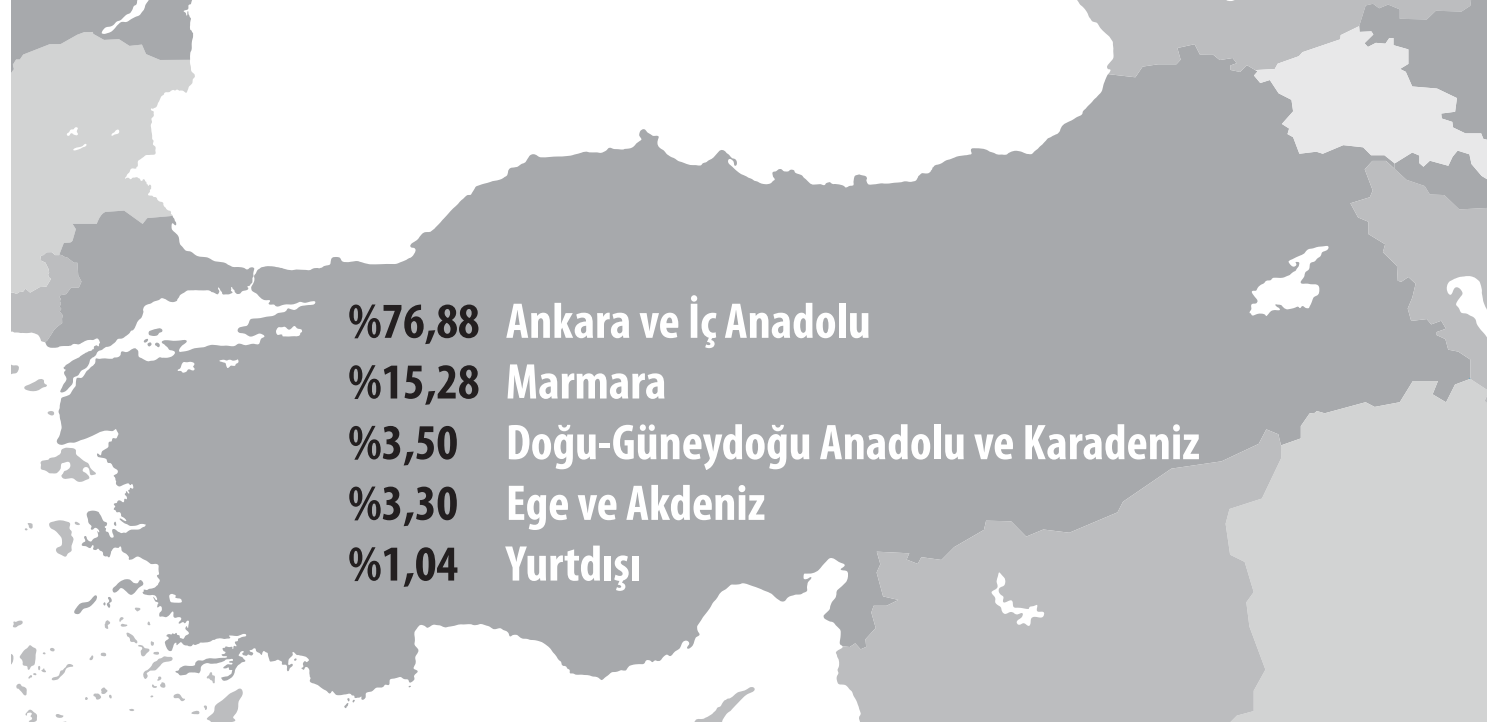 %76,88 Ankara ve İç Anadolu
%15,28 Marmara
%3,50 Doğu-Güneydoğu Anadolu ve Karadeniz
%3,30 Ege ve Akdeniz
%1,04 Yurtdışı